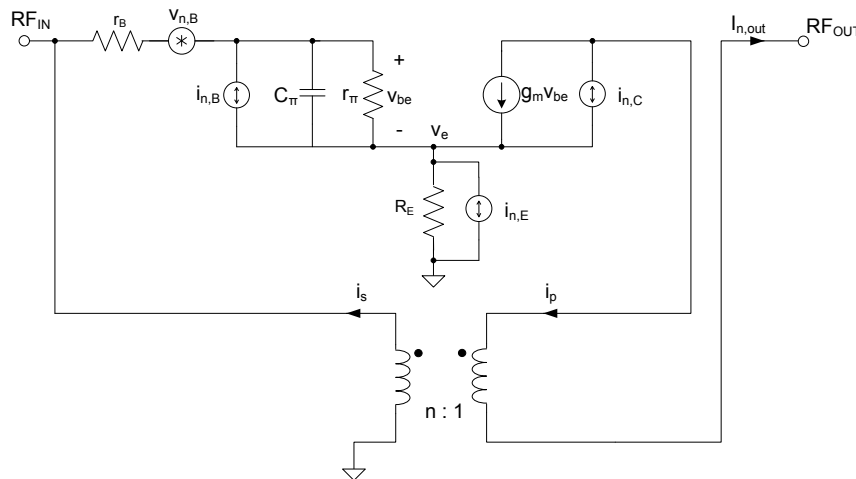 RF_IN
r_B
v_n,B
I_n,out
RF_OUT
i_n,B
C_π
r_π
+
v_be
-
g_m v_be
i_n,C
v_e
R_E
i_n,E
i_s
i_p
n : 1